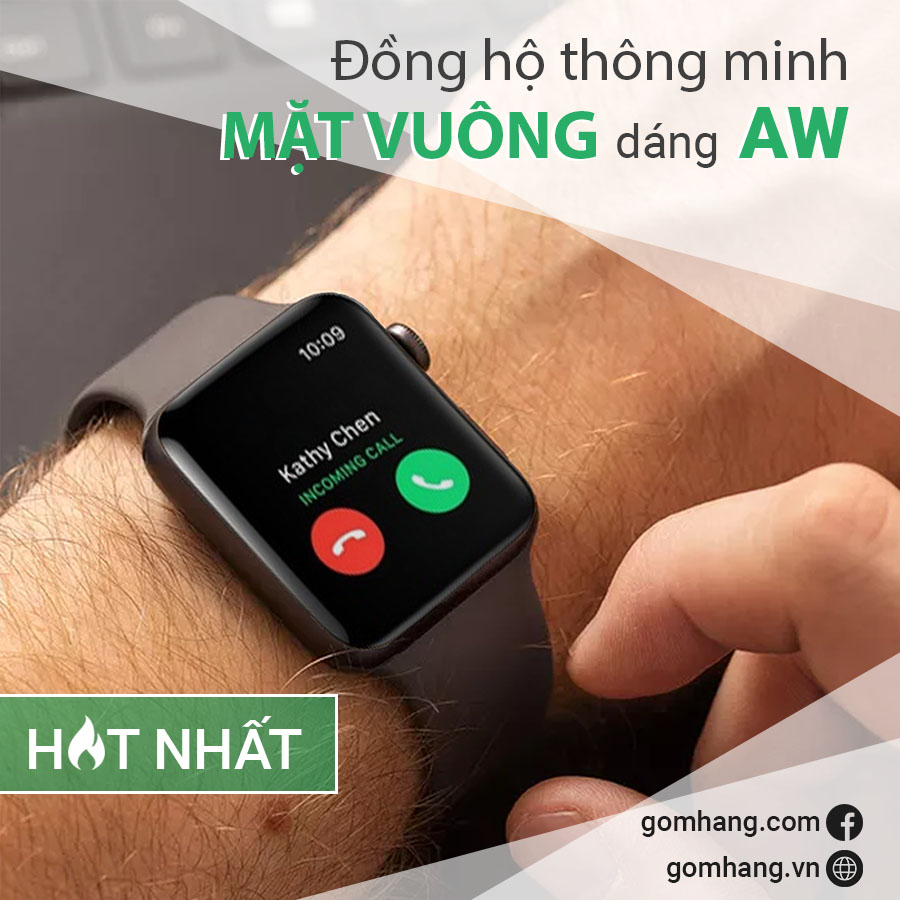 Đồng hộ thông minh
MẶT VUÔNG dáng AW
10:09
Kathy Chen
INCOMING CALL
HOT NHẤT
gomhang.com
gomhang.vn